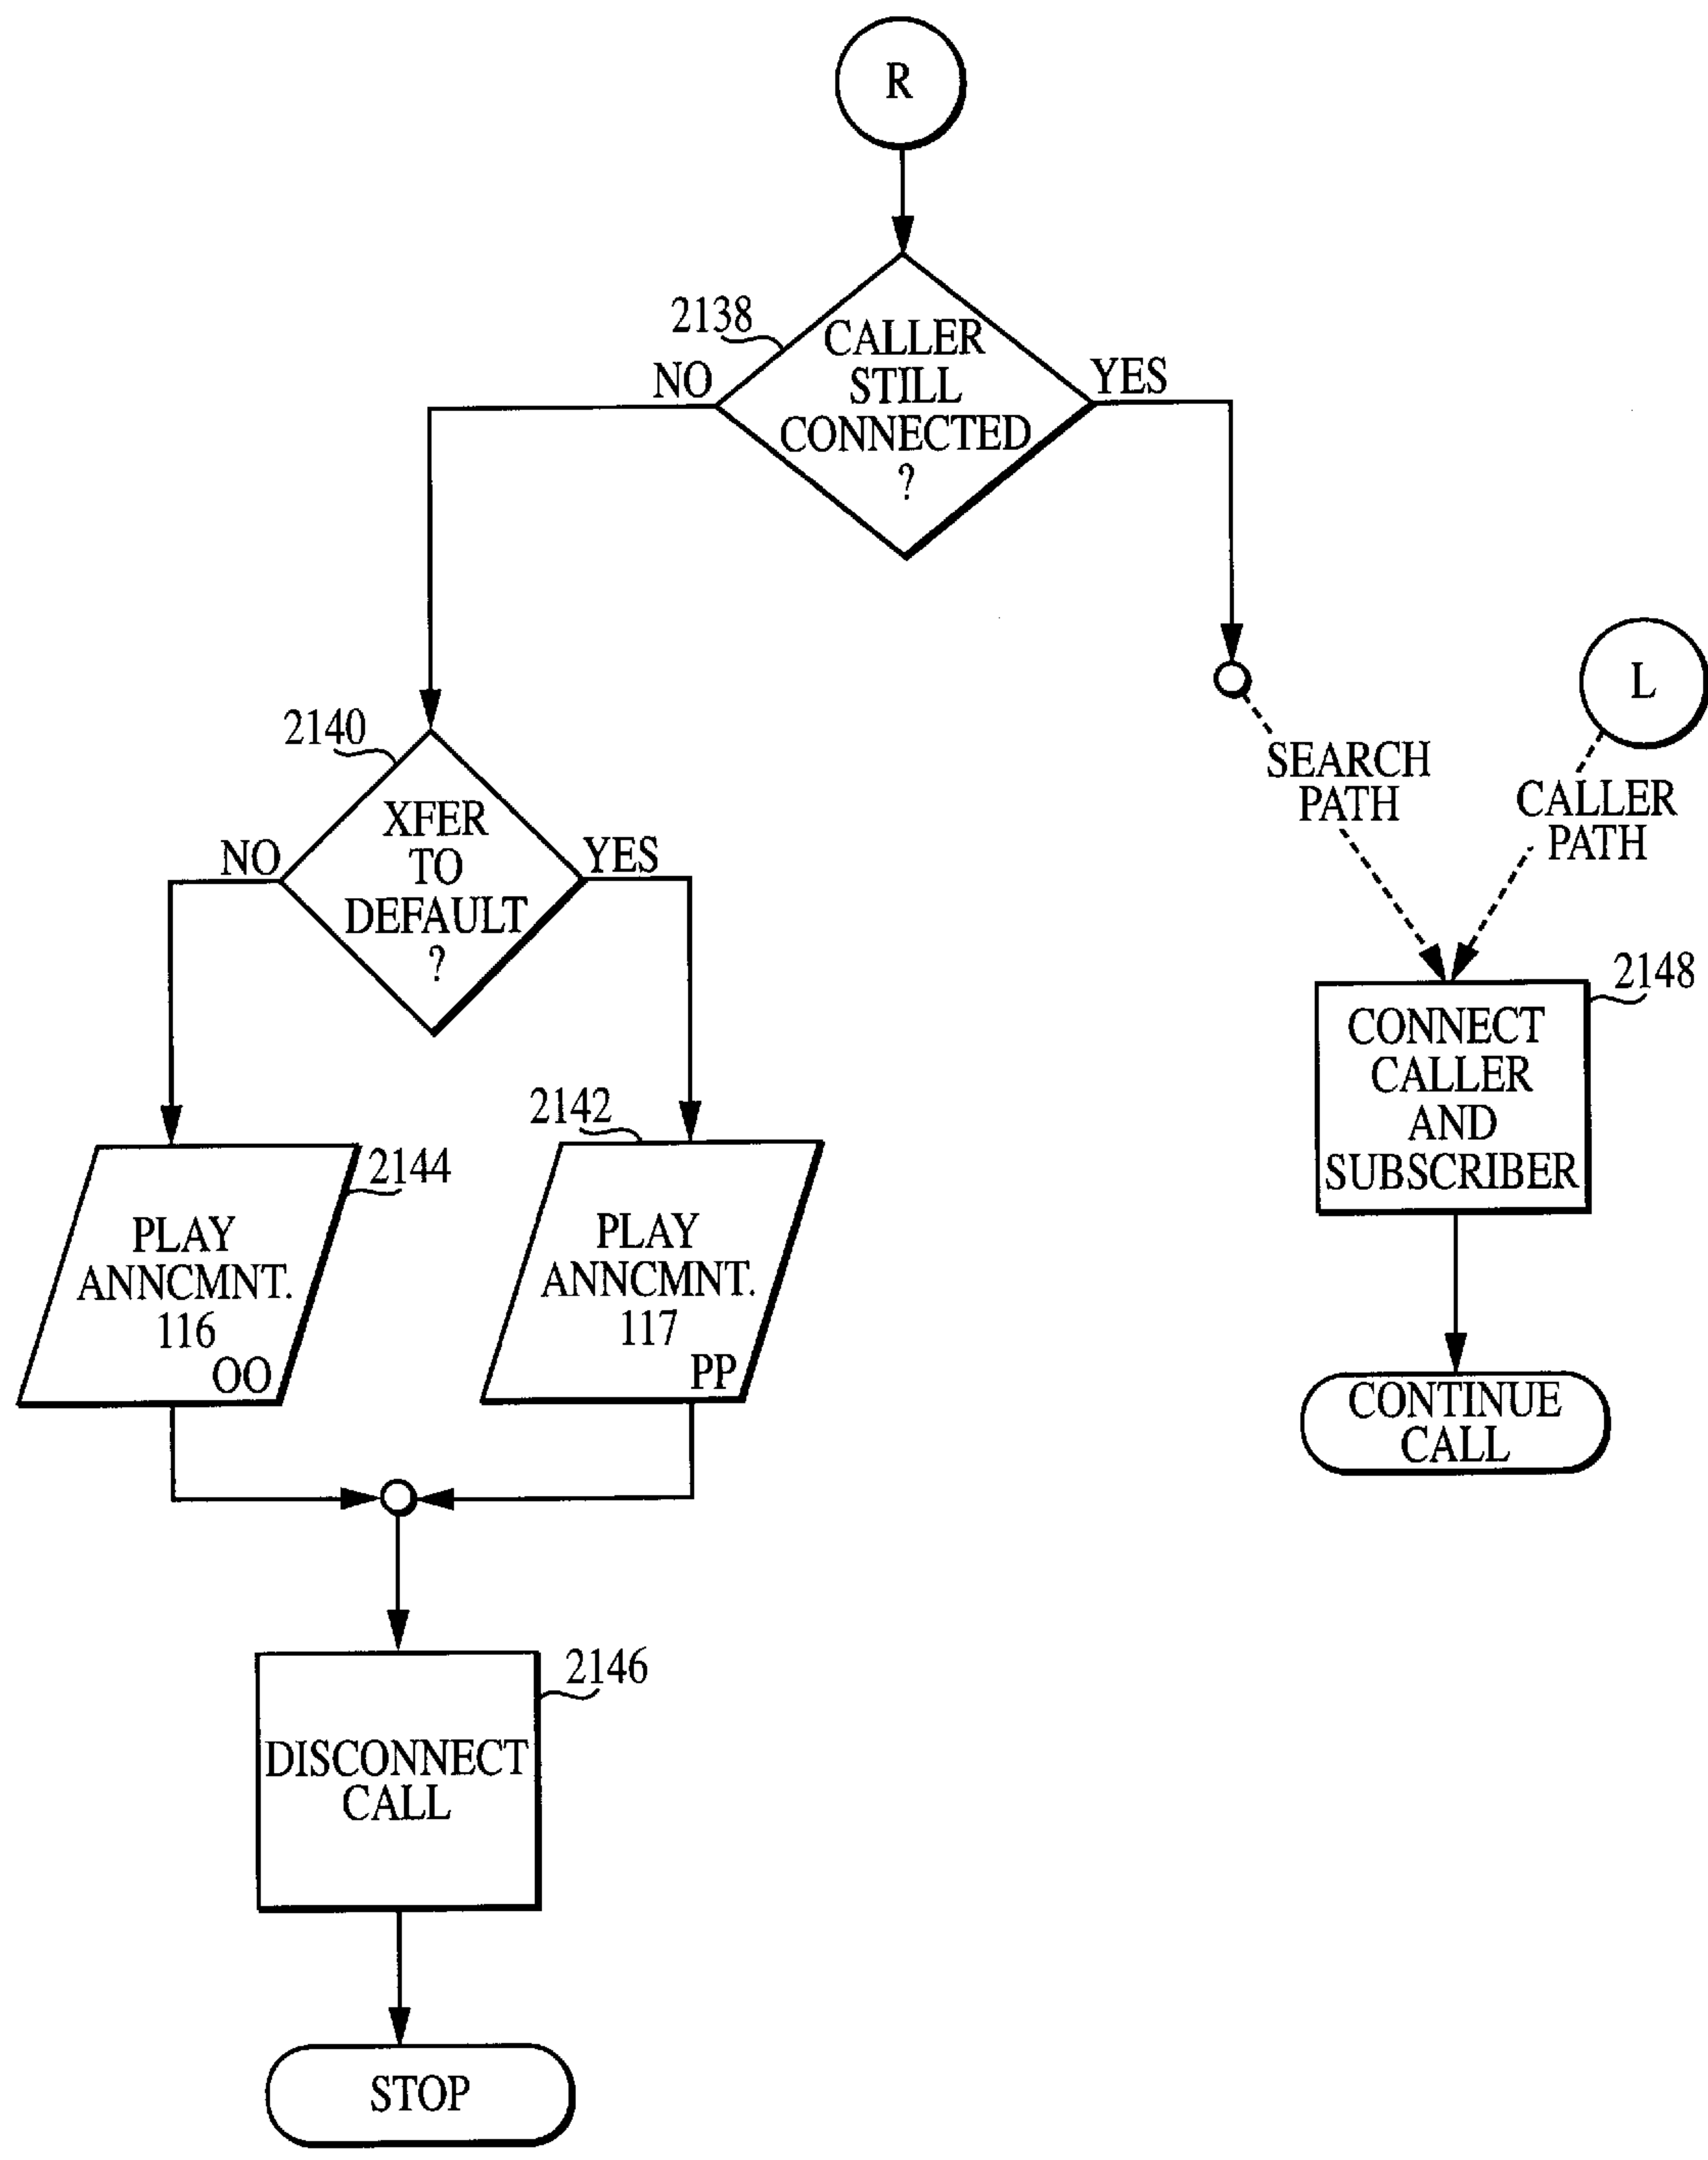 R
2138
CALLER
STILL
CONNECTED
?
NO
YES
L
2140
SEARCH
PATH
CALLER
PATH
XFER
TO
DEFAULT
?
NO
YES
2148
CONNECT
CALLER
AND
SUBSCRIBER
2144
PLAY
ANNCMNT.
116
OO
2142
PLAY
ANNCMNT.
117
PP
CONTINUE
CALL
2146
DISCONNECT
CALL
STOP